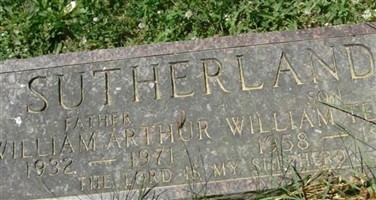 SUTHERLAND
FATHER SON
WILLIAM ARTHUR WILLIAM
1932 — 1971 1958
THE LORD IS MY SHEPHERD